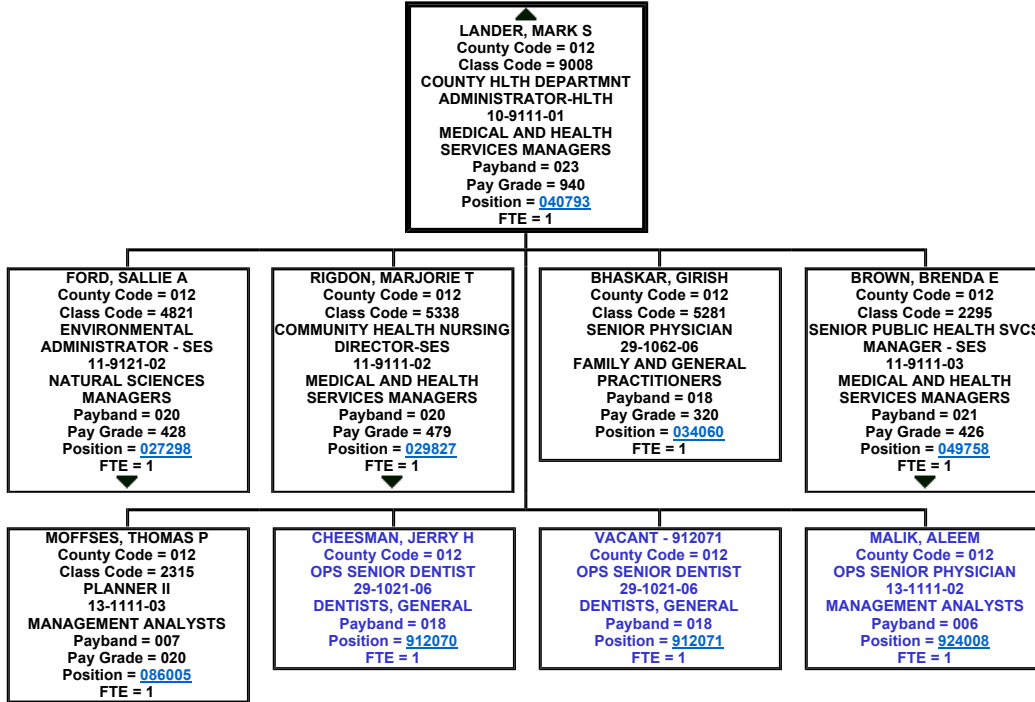 LANDER, MARK S
County Code = 012
Class Code = 9008
COUNTY HLTH DEPARTMNT
ADMINISTRATOR-HLTH
10-9111-01
MEDICAL AND HEALTH
SERVICES MANAGERS
Payband = 023
Pay Grade = 940
Position = 040793
FTE = 1
FORD, SALLIE A
County Code = 012
Class Code = 4821
ENVIRONMENTAL
ADMINISTRATOR - SES
11-9121-02
NATURAL SCIENCES
MANAGERS
Payband = 020
Pay Grade = 428
Position = 027298
FTE = 1
RIGDON, MARJORIE T
County Code = 012
Class Code = 5338
COMMUNITY HEALTH NURSING
DIRECTOR-SES
11-9111-02
MEDICAL AND HEALTH
SERVICES MANAGERS
Payband = 020
Pay Grade = 479
Position = 029827
FTE = 1
BHASKAR, GIRISH
County Code = 012
Class Code = 5281
SENIOR PHYSICIAN
29-1062-06
FAMILY AND GENERAL
PRACTITIONERS
Payband = 018
Pay Grade = 320
Position = 034060
FTE = 1
BROWN, BRENDA E
County Code = 012
Class Code = 2295
SENIOR PUBLIC HEALTH SVCS
MANAGER - SES
11-9111-03
MEDICAL AND HEALTH
SERVICES MANAGERS
Payband = 021
Pay Grade = 426
Position = 049758
FTE = 1
MOFFSES, THOMAS P
County Code = 012
Class Code = 2315
PLANNER II
13-1111-03
MANAGEMENT ANALYSTS
Payband = 007
Pay Grade = 020
Position = 086005
FTE = 1
CHEESMAN, JERRY H
County Code = 012
OPS SENIOR DENTIST
29-1021-06
DENTISTS, GENERAL
Payband = 018
Position = 912070
FTE = 1
VACANT - 912071
County Code = 012
OPS SENIOR DENTIST
29-1021-06
DENTISTS, GENERAL
Payband = 018
Position = 912071
FTE = 1
MALIK, ALEEM
County Code = 012
OPS SENIOR PHYSICIAN
13-1111-02
MANAGEMENT ANALYSTS
Payband = 006
Position = 924008
FTE = 1